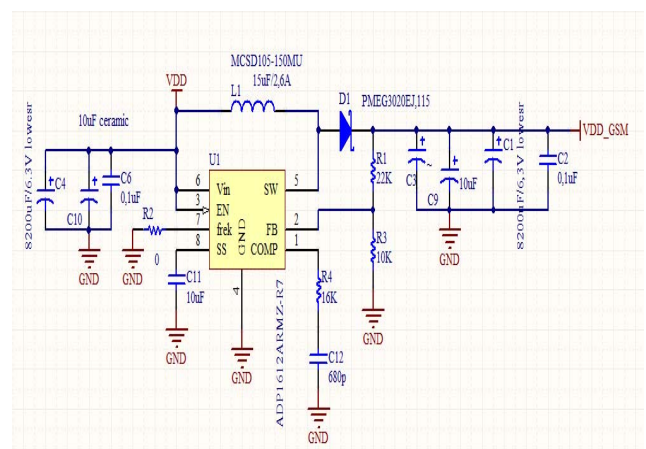 MCSD105-150MU
15uF/2,6A
L1
VDD
D1
PMEG3020EJ,115
10uF ceramic
VDD_GSM
8200uF/6.3V lowesr
C4
C10
C6
0,1uF
U1
6
Vin
3
EN
7
frek
8
SS
SW
5
FB
2
COMP
1
GND
4
ADP1612ARMZ-R7
R2
0
GND
GND
C11
10uF
GND
GND
R1
22K
R3
10K
GND
R4
16K
C12
680p
GND
C3
~
C9
10uF
C1
8200uF/6,3V lowesr
C2
0,1uF
GND